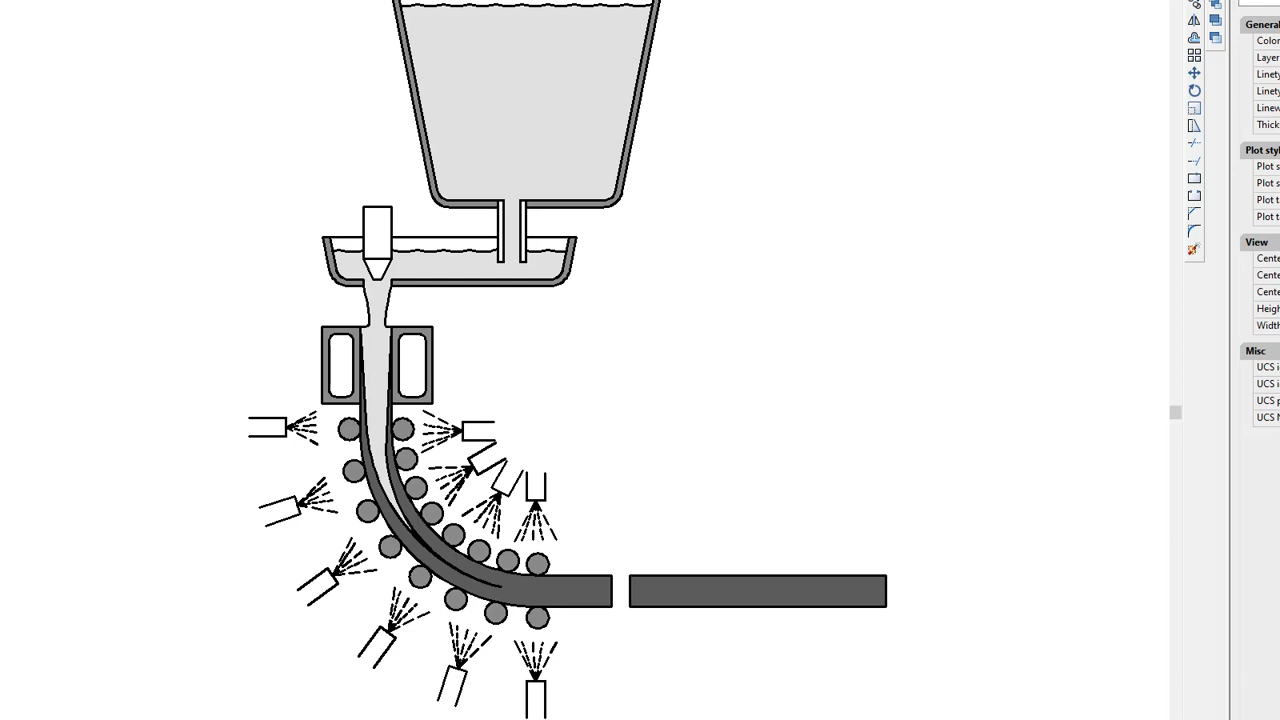 General
Color
Layer
Linety
Linety
Linew
Thick
Plot styl
Plot s
Plot s
Plot t
Plot t
View
Cente
Cente
Cente
Heigh
Width
Misc
UCS i
UCS i
UCS p
UCS N